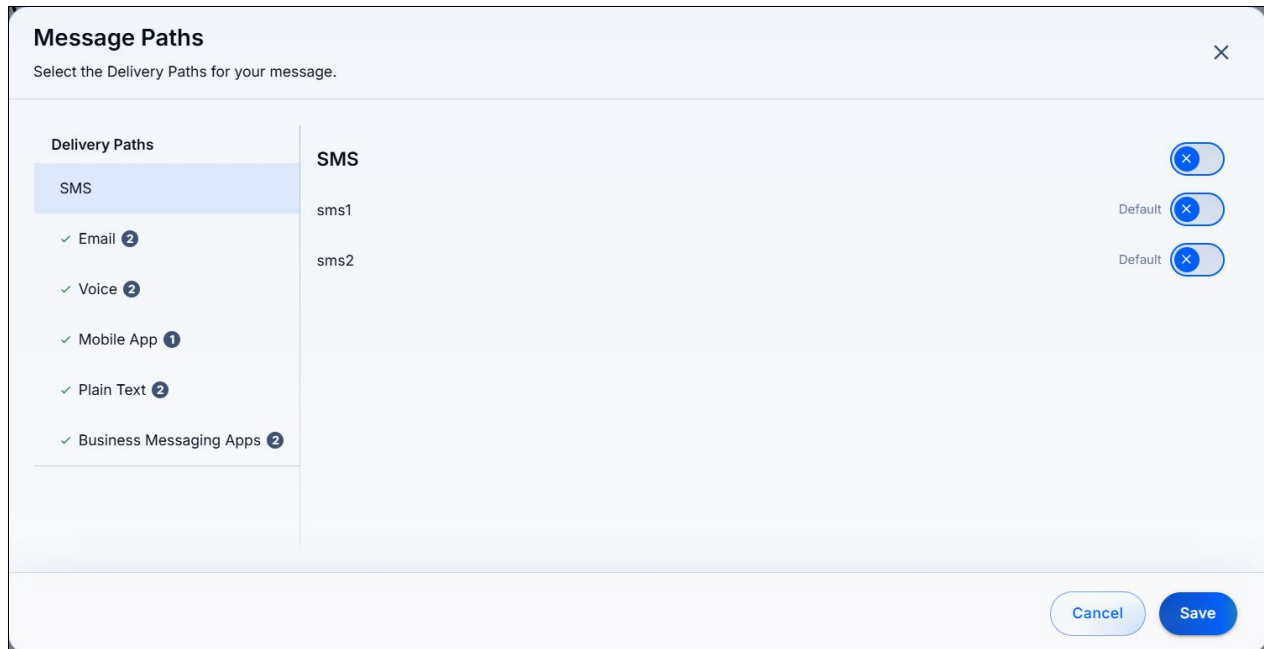 Message Paths
Select the Delivery Paths for your message.
Delivery Paths
SMS
Email 2
Voice 2
Mobile App 1
Plain Text 2
Business Messaging Apps 2
SMS
sms1 Default
sms2 Default
Cancel Save